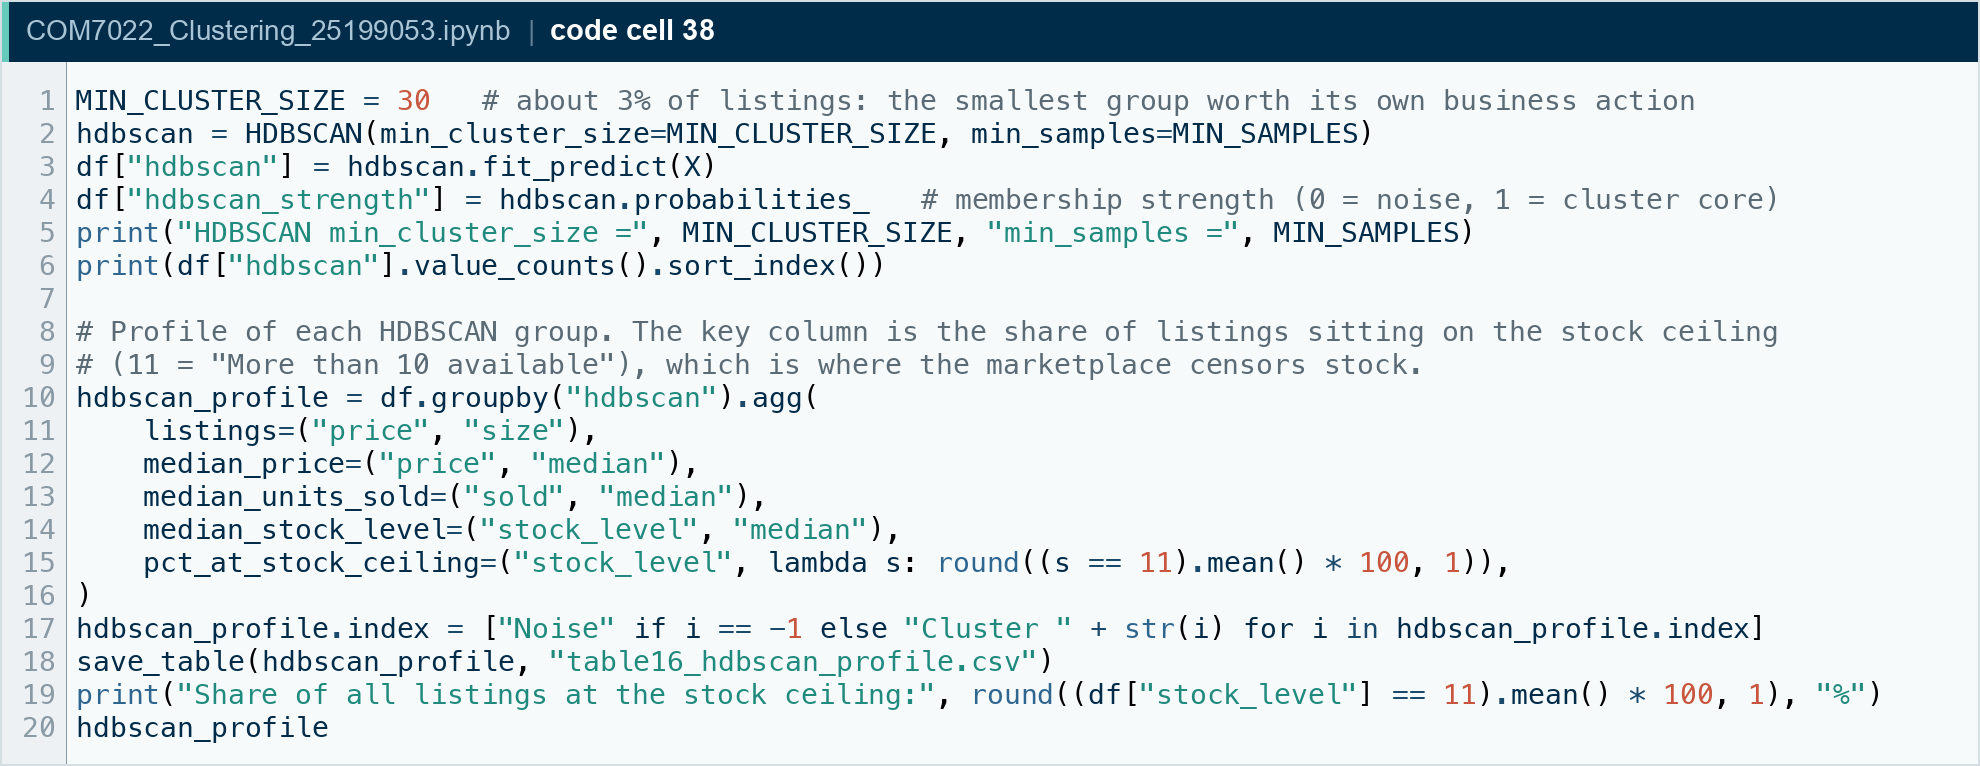 COM7022_Clustering_25199053.ipynb | code cell 38
1 MIN_CLUSTER_SIZE = 30   # about 3% of listings: the smallest group worth its own business action
2 hdbscan = HDBSCAN(min_cluster_size=MIN_CLUSTER_SIZE, min_samples=MIN_SAMPLES)
3 df["hdbscan"] = hdbscan.fit_predict(X)
4 df["hdbscan_strength"] = hdbscan.probabilities_   # membership strength (0 = noise, 1 = cluster core)
5 print("HDBSCAN min_cluster_size =", MIN_CLUSTER_SIZE, "min_samples =", MIN_SAMPLES)
6 print(df["hdbscan"].value_counts().sort_index())
7
8 # Profile of each HDBSCAN group. The key column is the share of listings sitting on the stock ceiling
9 # (11 = "More than 10 available"), which is where the marketplace censors stock.
10 hdbscan_profile = df.groupby("hdbscan").agg(
11     listings=("price", "size"),
12     median_price=("price", "median"),
13     median_units_sold=("sold", "median"),
14     median_stock_level=("stock_level", "median"),
15     pct_at_stock_ceiling=("stock_level", lambda s: round((s == 11).mean() * 100, 1)),
16 )
17 hdbscan_profile.index = ["Noise" if i == −1 else "Cluster " + str(i) for i in hdbscan_profile.index]
18 save_table(hdbscan_profile, "table16_hdbscan_profile.csv")
19 print("Share of all listings at the stock ceiling:", round((df["stock_level"] == 11).mean() * 100, 1), "%")
20 hdbscan_profile